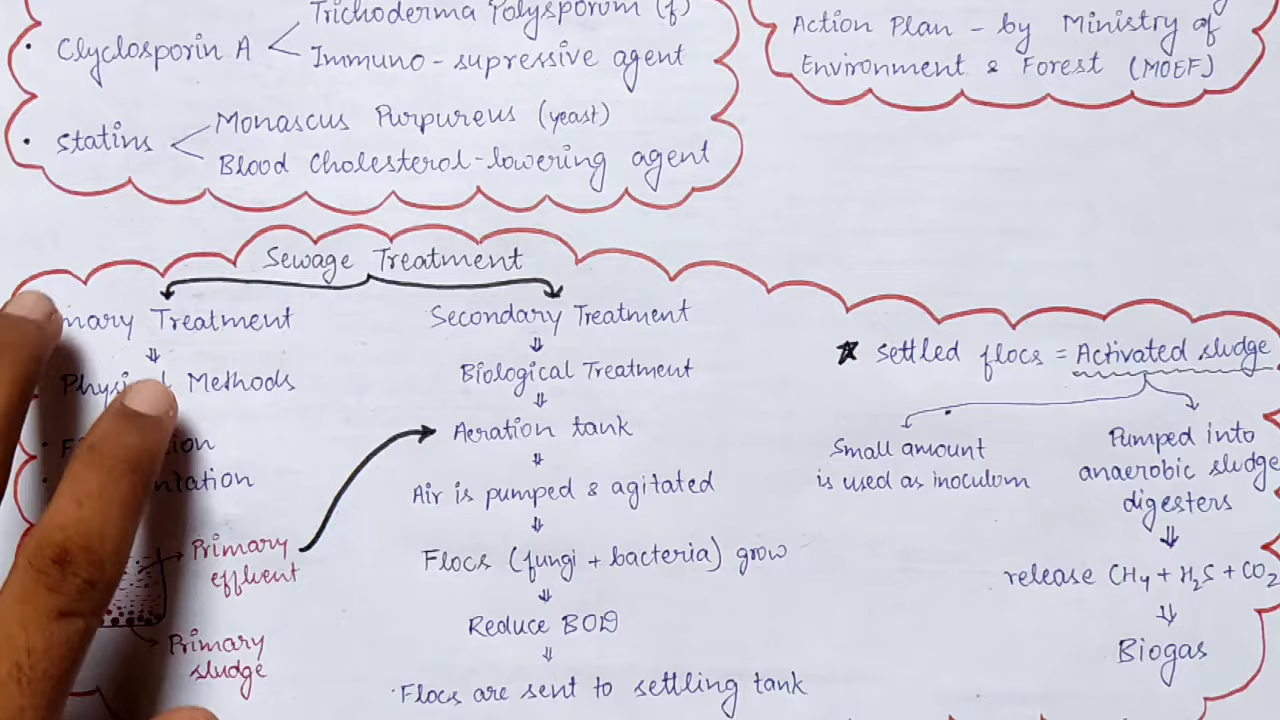 Trichoderma Polysporum (f)
• Clyclosporin A
Immuno-supressive agent
• Statins
Monascus Purpureus (yeast)
Blood Cholesterol-lowering agent
Action Plan - by Ministry of
Environment & Forest (MOEF)
Sewage Treatment
mary Treatment
⇓
Methods
Primary
effluent
Primary
sludge
Secondary Treatment
⇓
Biological Treatment
⇓
Aeration tank
⇓
Air is pumped & agitated
⇓
Flocs (fungi + bacteria) grow
⇓
Reduce BOD
⇓
Flocs are sent to settling tank
★ Settled flocs = Activated sludge
Small amount
is used as inoculum
Pumped into
anaerobic sludge
digesters
⇓
release CH4 + H2S + CO2
⇓
Biogas